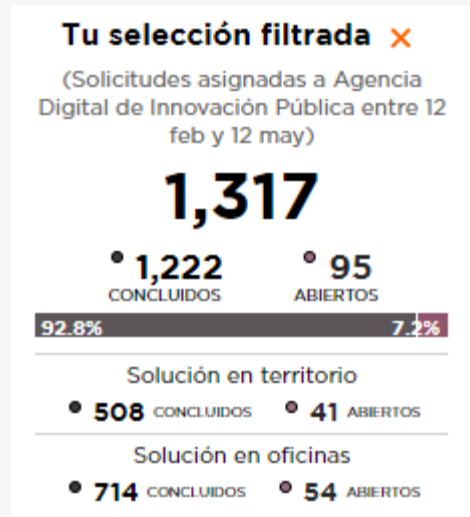 Tu selección filtrada ×
(Solicitudes asignadas a Agencia
Digital de Innovación Pública entre 12
feb y 12 may)
1,317
1,222 95
CONCLUIDOS ABIERTOS
92.8% 7.2%
Solución en territorio
508 CONCLUIDOS 41 ABIERTOS
Solución en oficinas
714 CONCLUIDOS 54 ABIERTOS